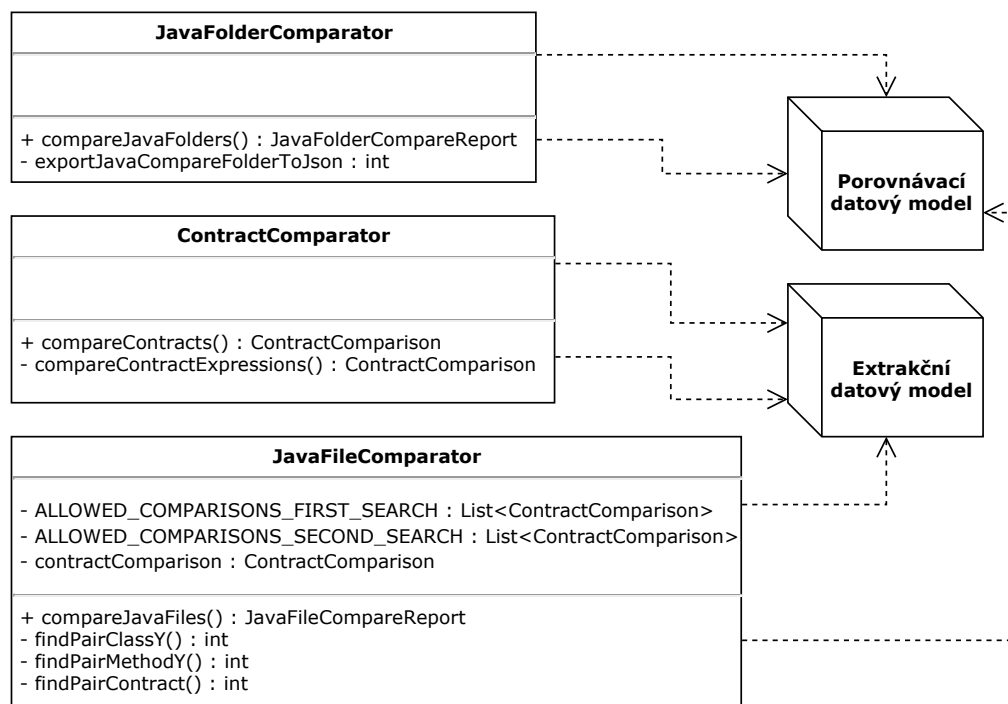 JavaFolderComparator
+ compareJavaFolders() : JavaFolderCompareReport
- exportJavaCompareFolderToJson : int
Porovnávací
datový model
ContractComparator
+ compareContracts() : ContractComparison
- compareContractExpressions() : ContractComparison
Extrakční
datový model
JavaFileComparator
- ALLOWED_COMPARISONS_FIRST_SEARCH : List<ContractComparison>
- ALLOWED_COMPARISONS_SECOND_SEARCH : List<ContractComparison>
- contractComparison : ContractComparison
+ compareJavaFiles() : JavaFileCompareReport
- findPairClassY() : int
- findPairMethodY() : int
- findPairContract() : int